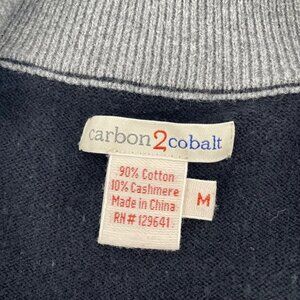 carbon2cobalt
90% Cotton
10% Cashmere
Made in China
RN# 129641
M